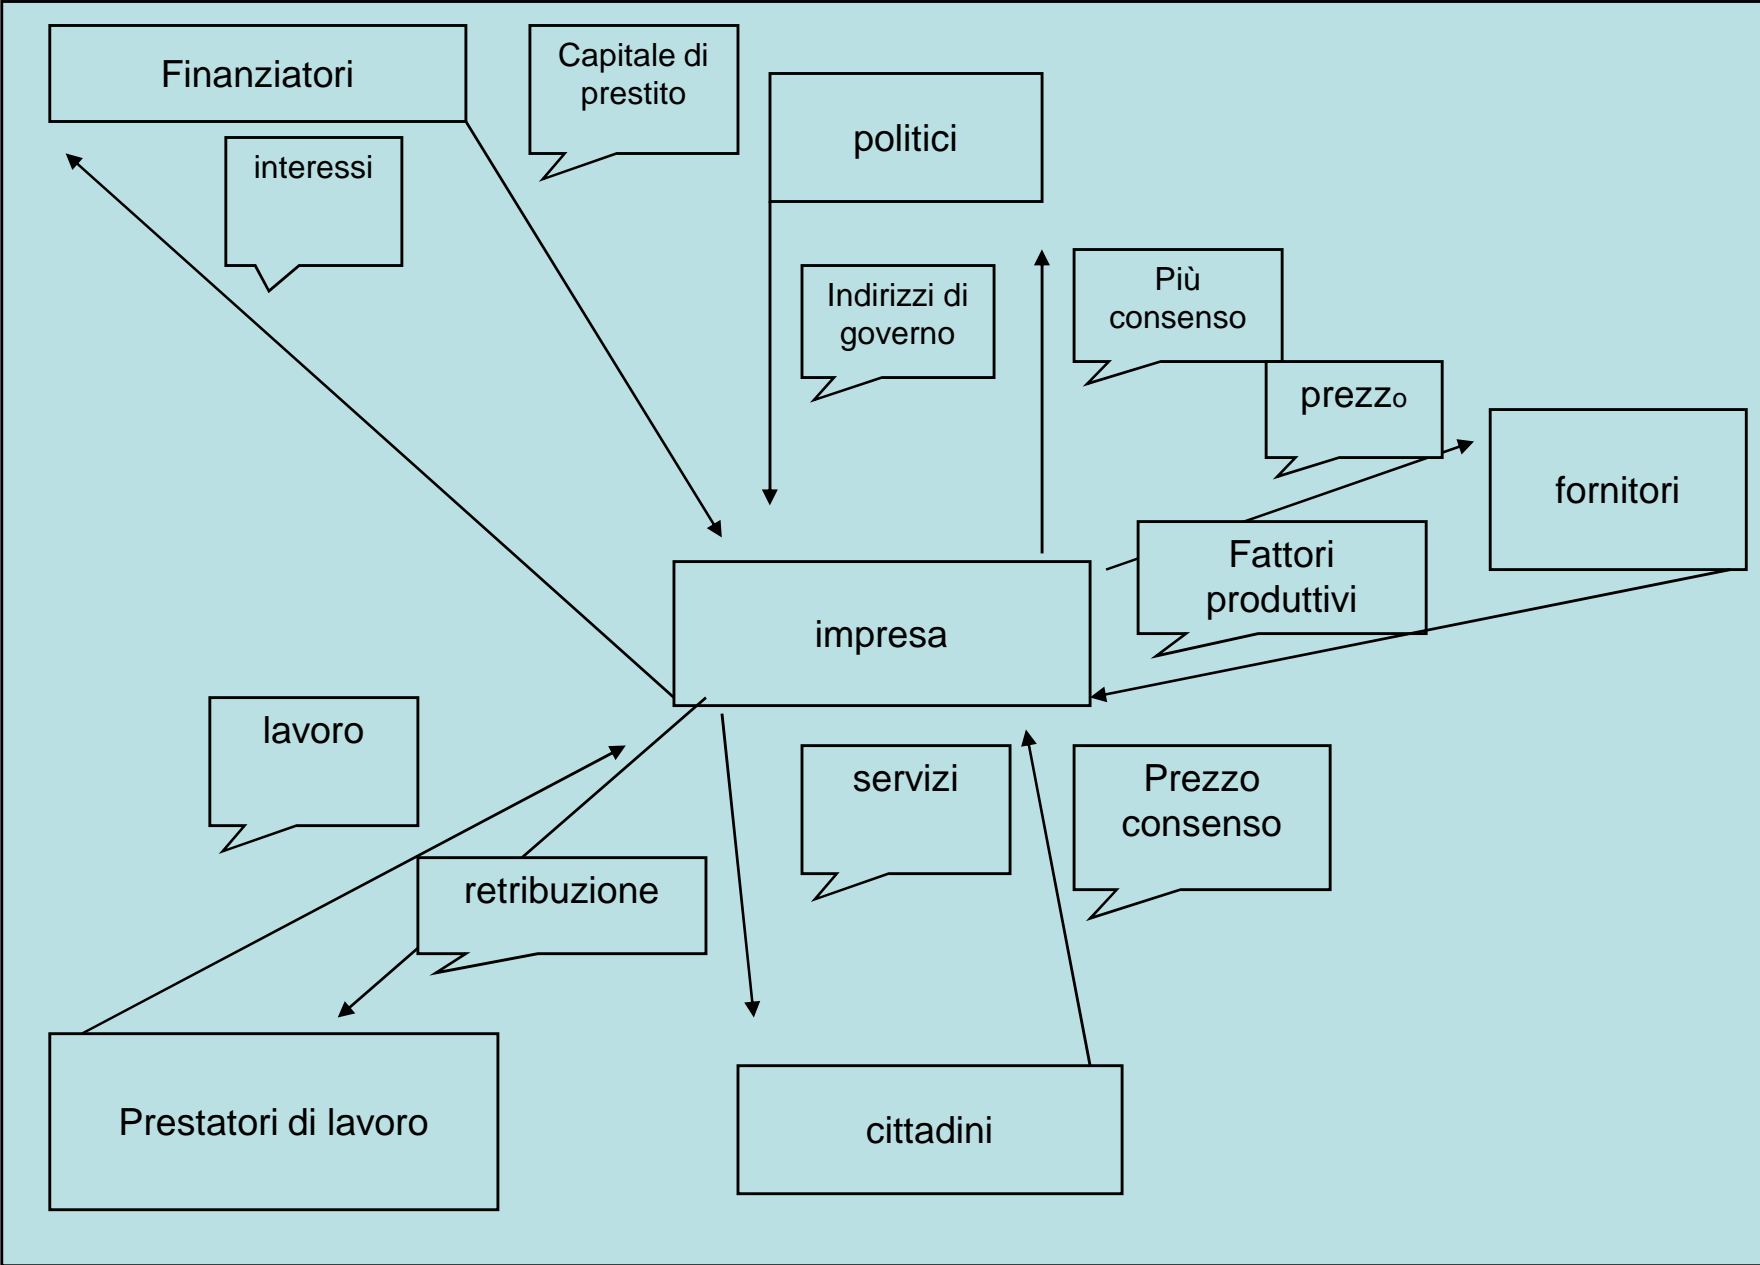 Finanziatori
Capitale di
prestito
politici
interessi
Indirizzi di
governo
Più
consenso
prezzo
fornitori
Fattori
produttivi
impresa
lavoro
servizi
Prezzo
consenso
retribuzione
Prestatori di lavoro
cittadini